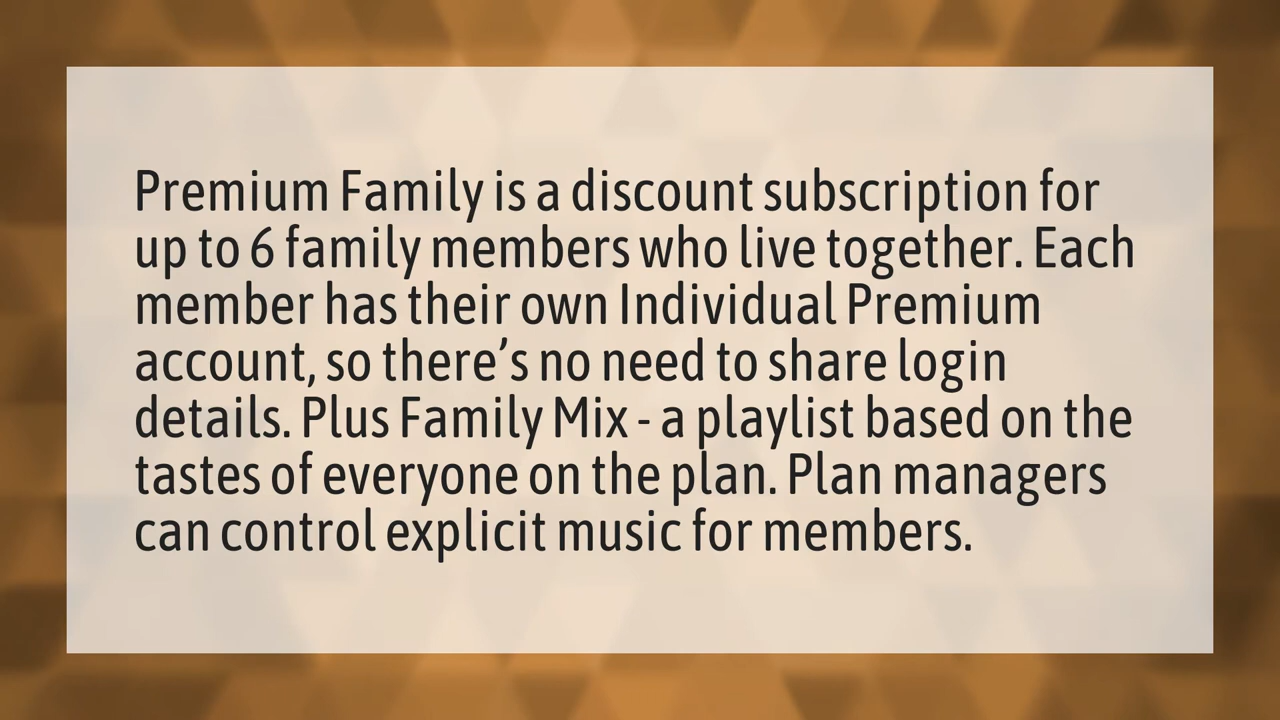 Premium Family is a discount subscription for
up to 6 family members who live together. Each
member has their own Individual Premium
account, so there’s no need to share login
details. Plus Family Mix - a playlist based on the
tastes of everyone on the plan. Plan managers
can control explicit music for members.